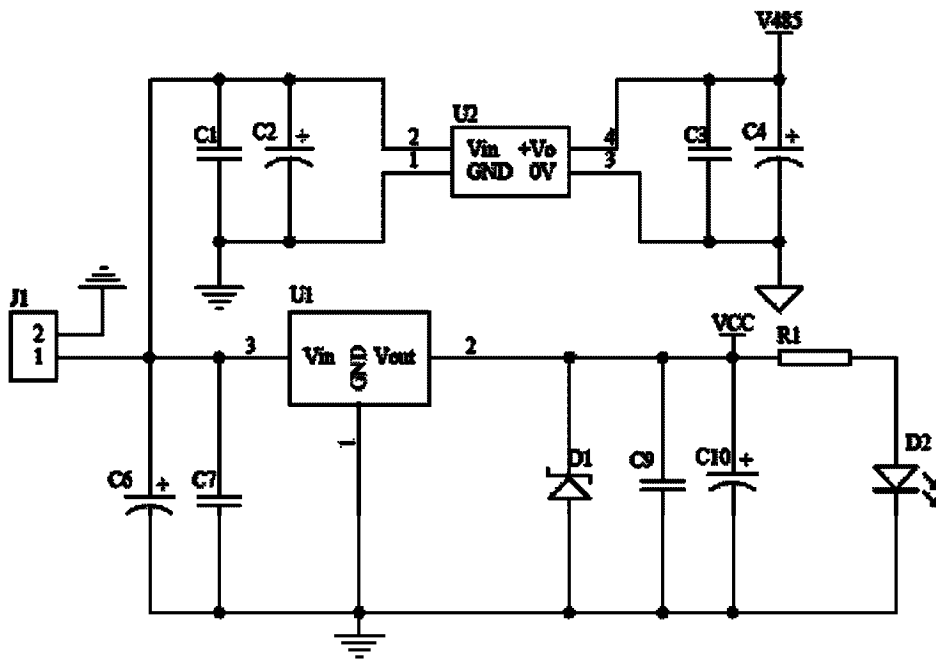 V485
C1
C2
+
2
1
U2
Vin
+Vo
GND
0V
4
3
C3
C4
+
J1
2
1
U1
3
Vin
GND
Vout
2
1
VCC
R1
C6
+
C7
D1
C9
C10
+
D2